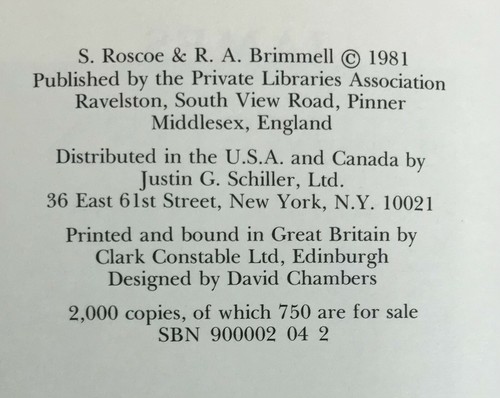 S. Roscoe & R. A. Brimmell © 1981
Published by the Private Libraries Association
Ravelston, South View Road, Pinner
Middlesex, England
Distributed in the U.S.A. and Canada by
Justin G. Schiller, Ltd.
36 East 61st Street, New York, N.Y. 10021
Printed and bound in Great Britain by
Clark Constable Ltd, Edinburgh
Designed by David Chambers
2,000 copies, of which 750 are for sale
SBN 900002 04 2